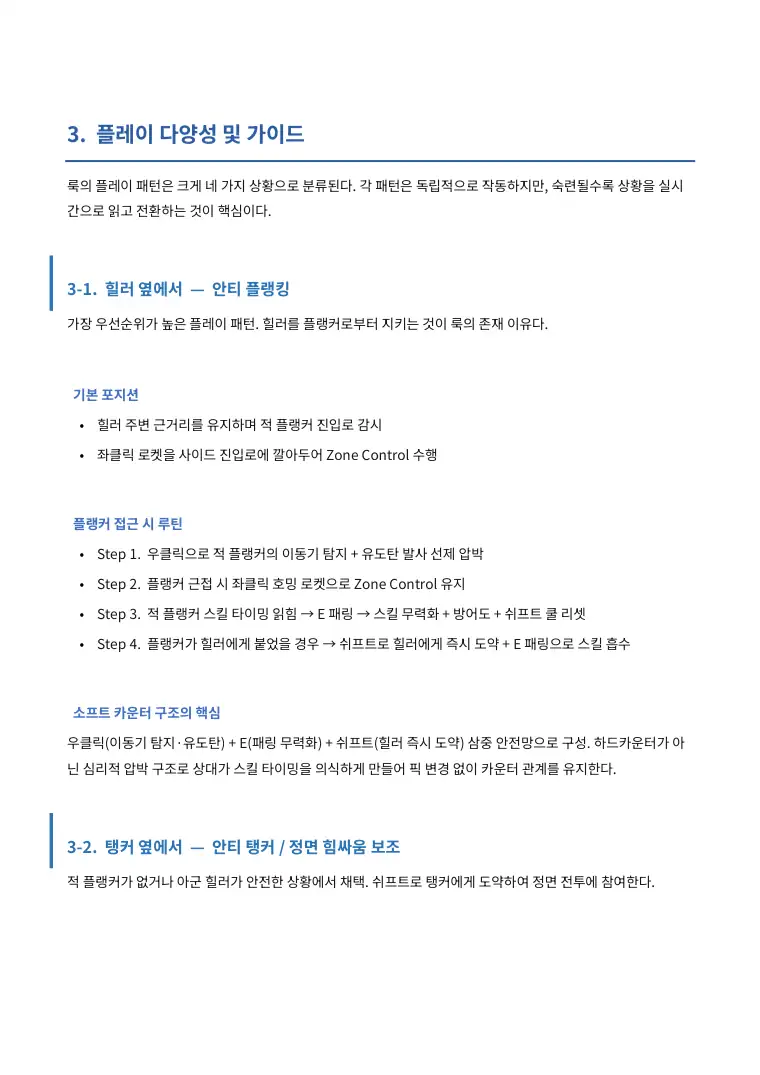 3. 플레이 다양성 및 가이드
룩의 플레이 패턴은 크게 네 가지 상황으로 분류된다. 각 패턴은 독립적으로 작동하지만, 숙련될수록 상황을 실시
간으로 읽고 전환하는 것이 핵심이다.
3-1. 힐러 옆에서 — 안티 플랭킹
가장 우선순위가 높은 플레이 패턴. 힐러를 플랭커로부터 지키는 것이 룩의 존재 이유다.
기본 포지션
• 힐러 주변 근거리를 유지하며 적 플랭커 진입로 감시
• 좌클릭 로켓을 사이드 진입로에 깔아두어 Zone Control 수행
플랭커 접근 시 루틴
• Step 1. 우클릭으로 적 플랭커의 이동기 탐지 + 유도탄 발사 선제 압박
• Step 2. 플랭커 근접 시 좌클릭 호밍 로켓으로 Zone Control 유지
• Step 3. 적 플랭커 스킬 타이밍 읽힘 → E 패링 → 스킬 무력화 + 방어도 + 쉬프트 쿨 리셋
• Step 4. 플랭커가 힐러에게 붙었을 경우 → 쉬프트로 힐러에게 즉시 도약 + E 패링으로 스킬 흡수
소프트 카운터 구조의 핵심
우클릭(이동기 탐지·유도탄) + E(패링 무력화) + 쉬프트(힐러 즉시 도약) 삼중 안전망으로 구성. 하드카운터가 아
닌 심리적 압박 구조로 상대가 스킬 타이밍을 의식하게 만들어 픽 변경 없이 카운터 관계를 유지한다.
3-2. 탱커 옆에서 — 안티 탱커 / 정면 힘싸움 보조
적 플랭커가 없거나 아군 힐러가 안전한 상황에서 채택. 쉬프트로 탱커에게 도약하여 정면 전투에 참여한다.